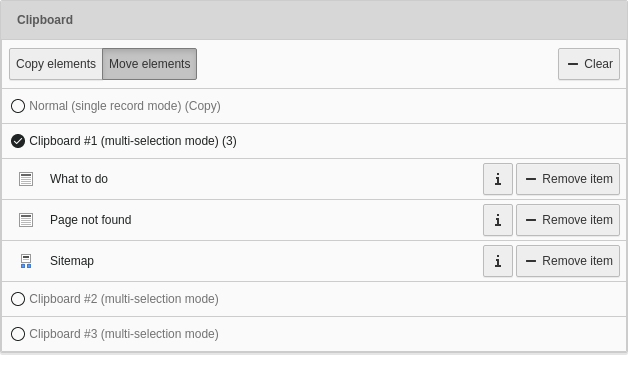 Clipboard
Copy elements Move elements Clear
Normal (single record mode) (Copy)
Clipboard #1 (multi-selection mode) (3)
What to do i Remove item
Page not found i Remove item
Sitemap i Remove item
Clipboard #2 (multi-selection mode)
Clipboard #3 (multi-selection mode)